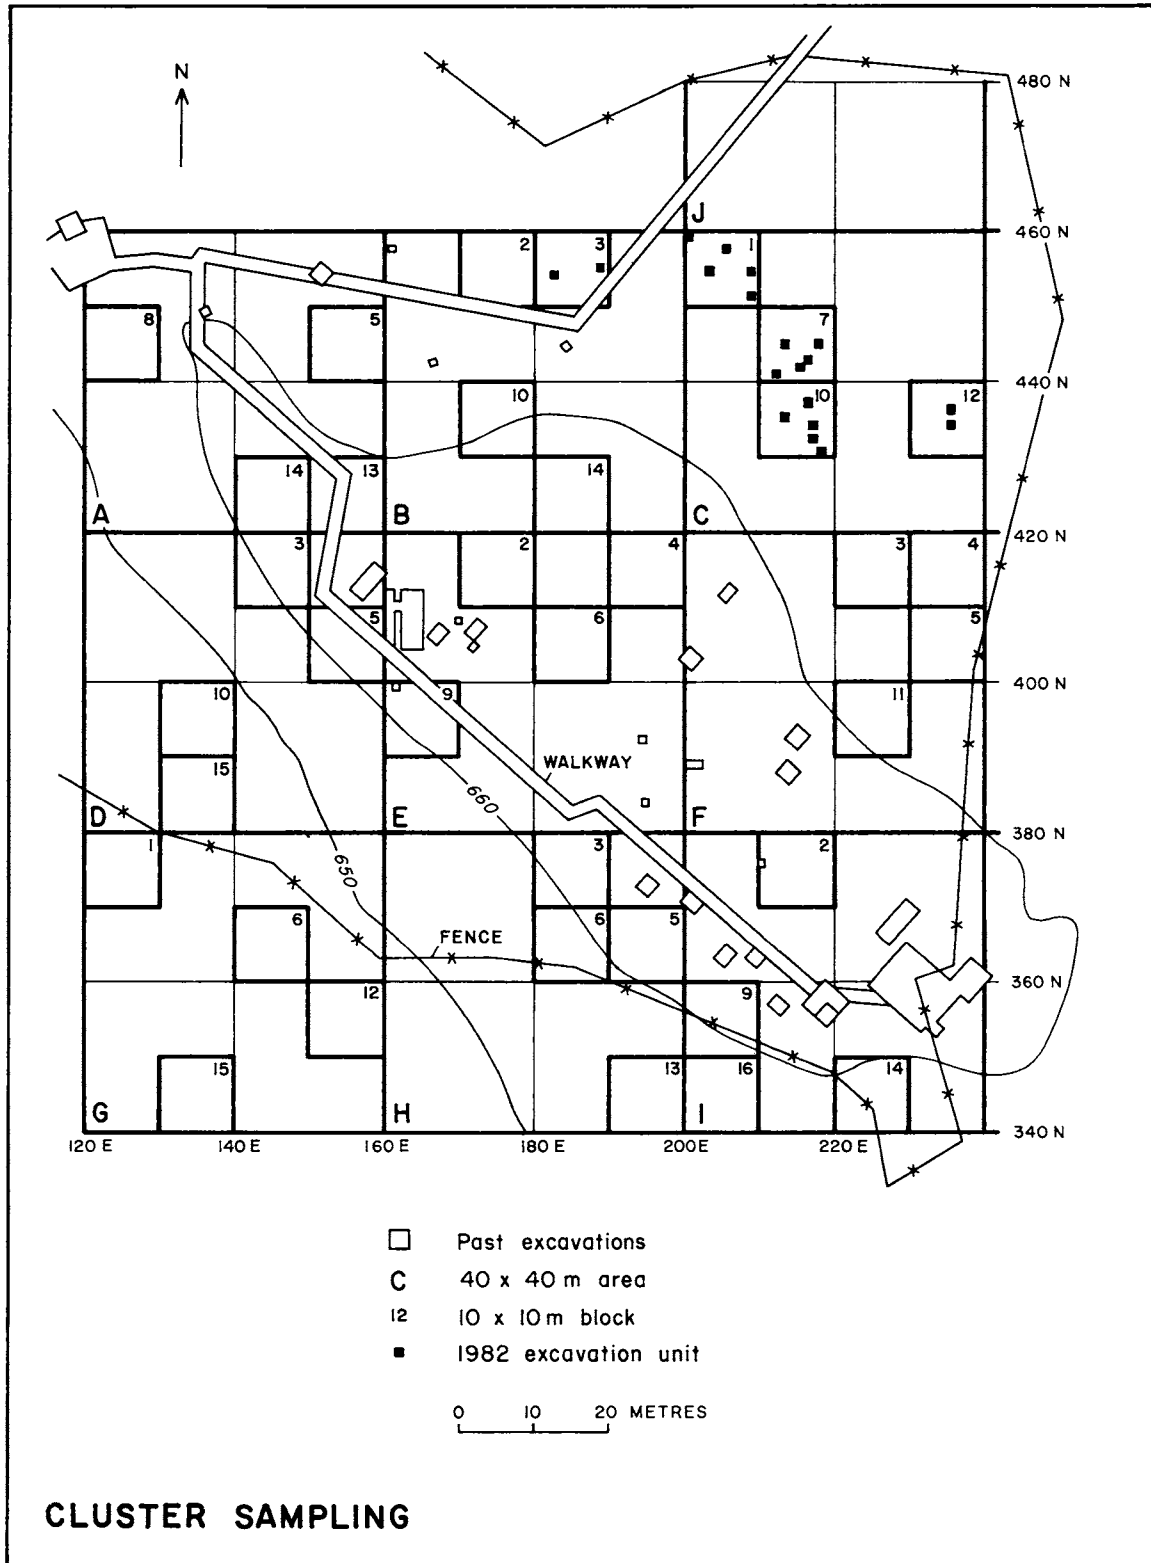 N
480 N
J
460 N
2 3 1
8 5 7
440 N
10 10 12
14 13 14
A B C
420 N
3 2 4 3 4
5 6 5
400 N
10 9 11
WALKWAY
15
660
D E F
380 N
1 3 2
650
6 6 5
FENCE
360 N
12 9
15 13 16 14
G H I
340 N
120 E 140 E 160 E 180 E 200E 220 E
Past excavations
C 40 x 40 m area
12 10 x 10 m block
1982 excavation unit
0 10 20 METRES
CLUSTER SAMPLING